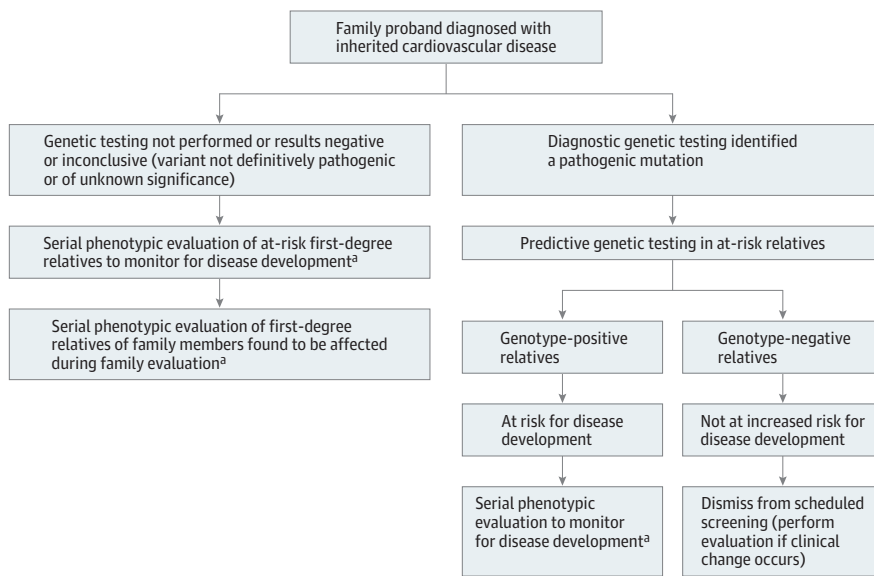 Family proband diagnosed with
inherited cardiovascular disease
Genetic testing not performed or results negative
or inconclusive (variant not definitively pathogenic
or of unknown significance)
Diagnostic genetic testing identified
a pathogenic mutation
Serial phenotypic evaluation of at-risk first-degree
relatives to monitor for disease developmentᵃ
Predictive genetic testing in at-risk relatives
Serial phenotypic evaluation of first-degree
relatives of family members found to be affected
during family evaluationᵃ
Genotype-positive
relatives
Genotype-negative
relatives
At risk for disease
development
Not at increased risk for
disease development
Serial phenotypic
evaluation to monitor
for disease developmentᵃ
Dismiss from scheduled
screening (perform
evaluation if clinical
change occurs)